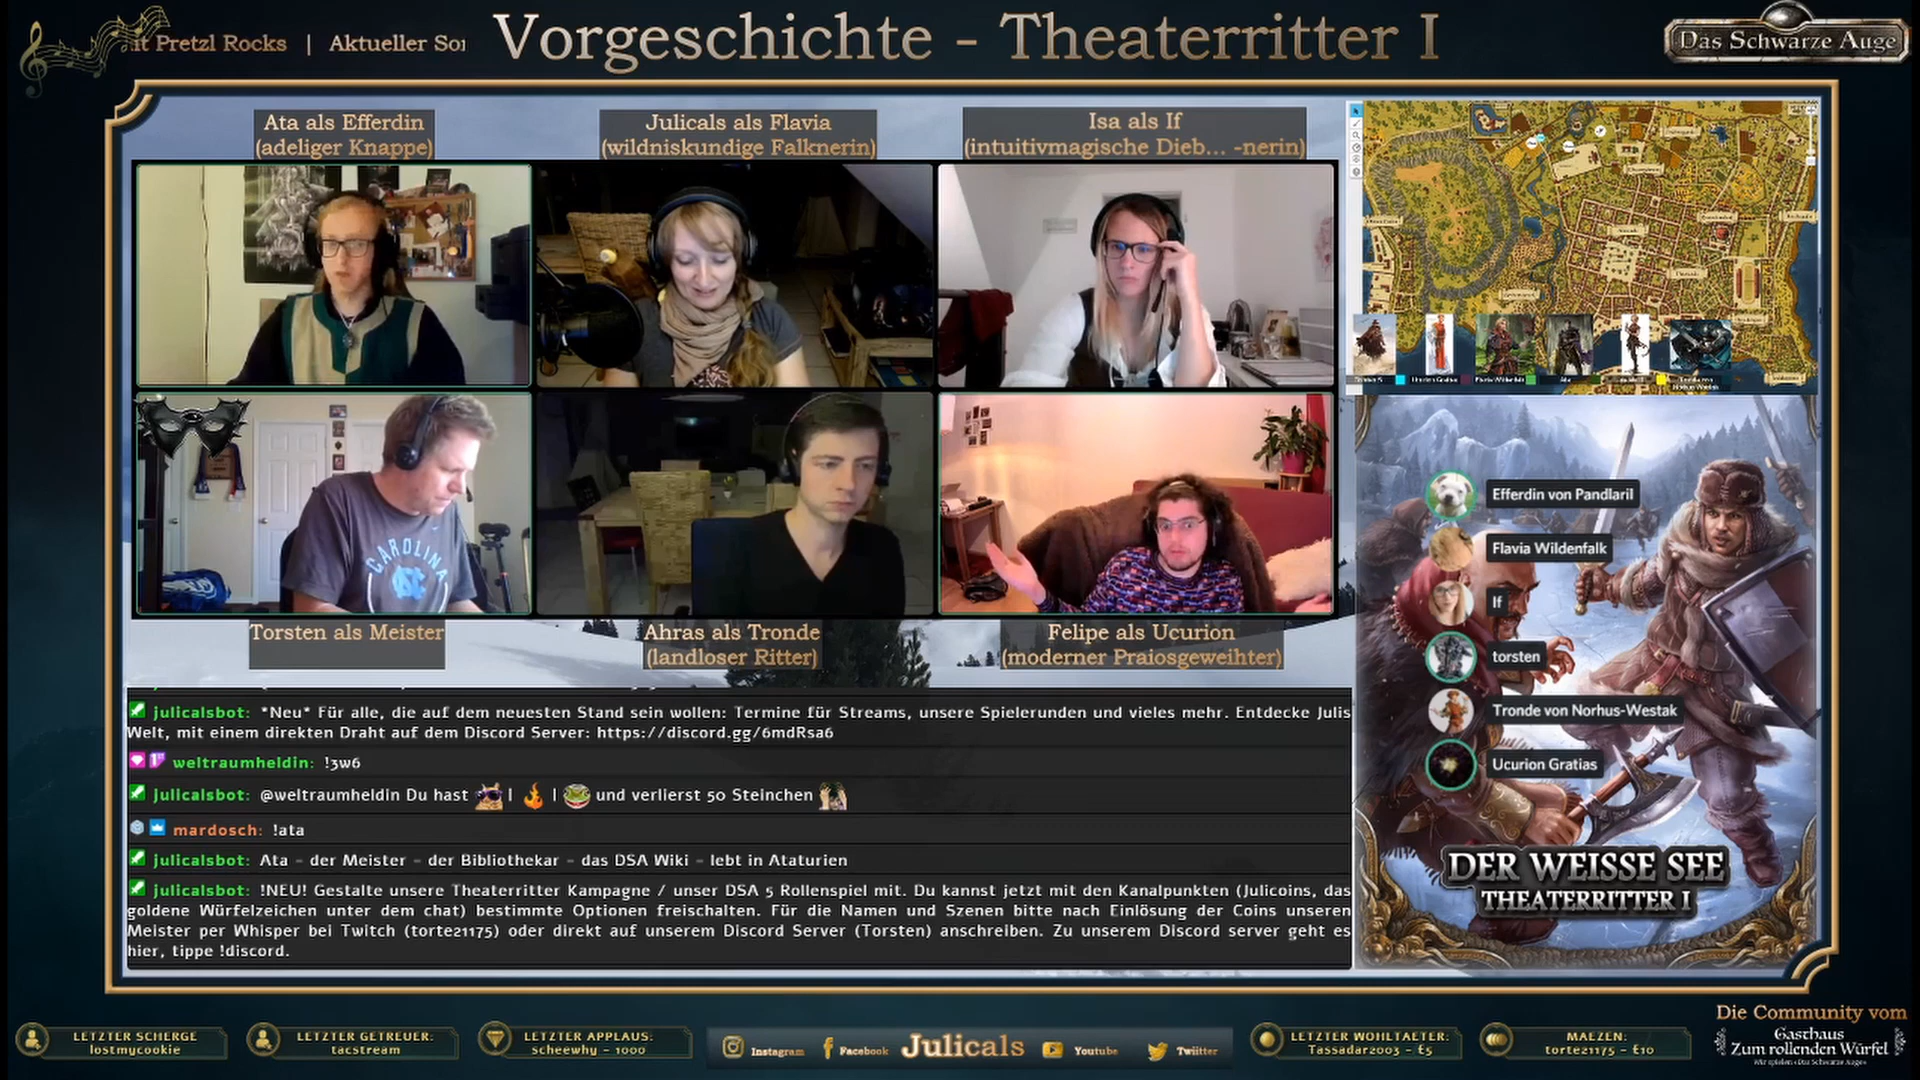 it Pretzl Rocks | Aktueller So
Vorgeschichte - Theaterritter I
Das Schwarze Auge
Ata als Efferdin
(adeliger Knappe)
Julicals als Flavia
(wildniskundige Falknerin)
Isa als If
(intuitivmagische Dieb... -nerin)
CAROLINA
Torsten als Meister
Ahras als Tronde
(landloser Ritter)
Felipe als Ucurion
(moderner Praiosgeweihter)
Efferdin von Pandlaril
Flavia Wildenfalk
If
torsten
Tronde von Norhus-Westak
Ucurion Gratias
DER WEISSE SEE
THEATERRITTER I
julicalsbot: *Neu* Für alle, die auf dem neuesten Stand sein wollen: Termine für Streams, unsere Spielerunden und vieles mehr. Entdecke Julis
Welt, mit einem direkten Draht auf dem Discord Server: https://discord.gg/6mdRsa6
weltraumheldin: !3w6
julicalsbot: @weltraumheldin Du hast | | und verlierst 50 Steinchen
mardosch: !ata
julicalsbot: Ata - der Meister - der Bibliothekar - das DSA Wiki - lebt in Ataturien
julicalsbot: !NEU! Gestalte unsere Theaterritter Kampagne / unser DSA 5 Rollenspiel mit. Du kannst jetzt mit den Kanalpunkten (Julicoins, das
goldene Würfelzeichen unter dem chat) bestimmte Optionen freischalten. Für die Namen und Szenen bitte nach Einlösung der Coins unseren
Meister per Whisper bei Twitch (torte21175) oder direkt auf unserem Discord Server (Torsten) anschreiben. Zu unserem Discord server geht es
hier, tippe !discord.
LETZTER SCHERGE
lostmycookie
LETZTER GETREUER:
tacstream
LETZTER APPLAUS:
scheewhy - 1000
Instagram
Facebook
Julicals
Youtube
Twitter
LETZTER WOHLTAETER:
Tassadar2003 - €5
MAEZEN:
torte21175 - €10
Die Community vom
Gasthaus
Zum rollenden Würfel
Wir spielen »Das Schwarze Auge«